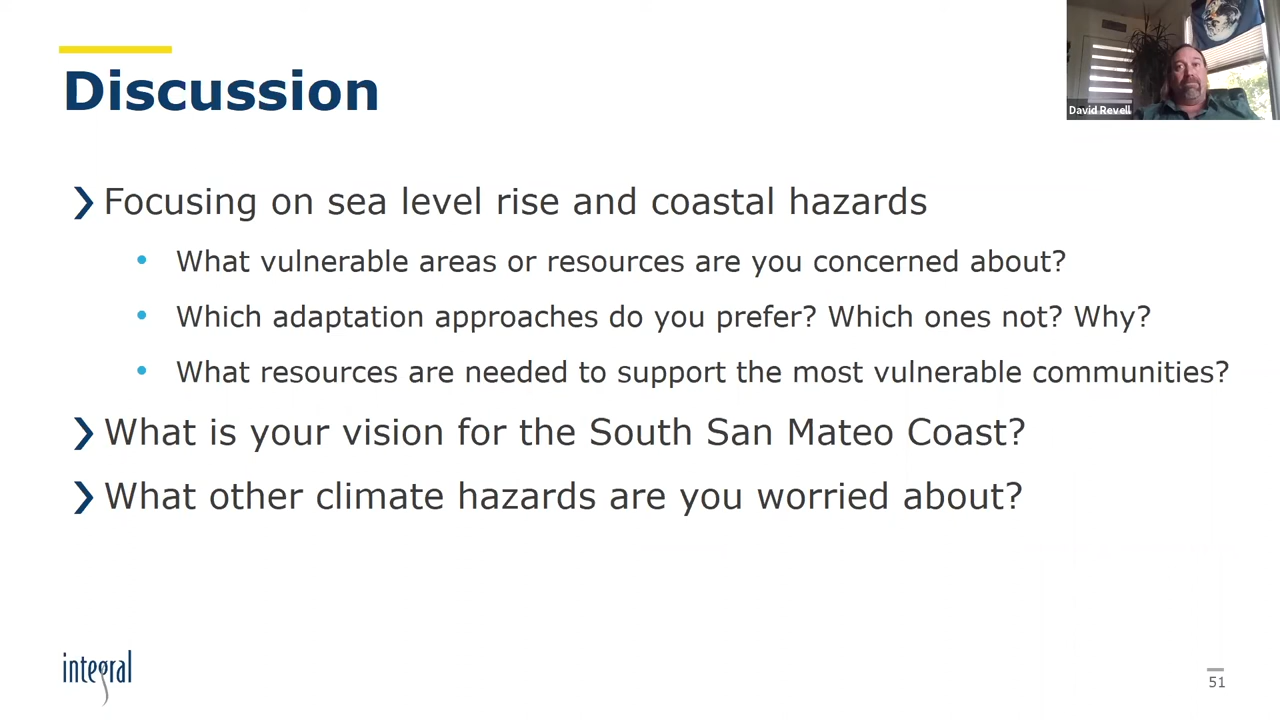 Discussion
David Revell
Focusing on sea level rise and coastal hazards
What vulnerable areas or resources are you concerned about?
Which adaptation approaches do you prefer? Which ones not? Why?
What resources are needed to support the most vulnerable communities?
What is your vision for the South San Mateo Coast?
What other climate hazards are you worried about?
integral
51